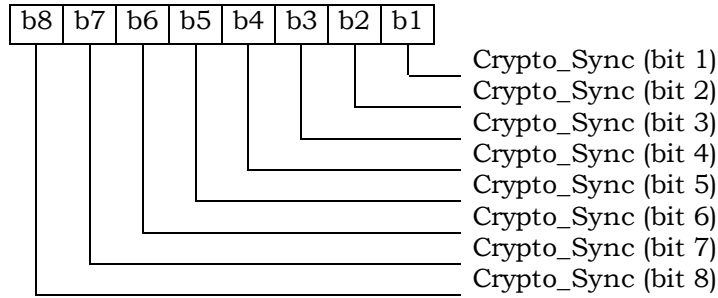 b8 b7 b6 b5 b4 b3 b2 b1
Crypto_Sync (bit 1)
Crypto_Sync (bit 2)
Crypto_Sync (bit 3)
Crypto_Sync (bit 4)
Crypto_Sync (bit 5)
Crypto_Sync (bit 6)
Crypto_Sync (bit 7)
Crypto_Sync (bit 8)